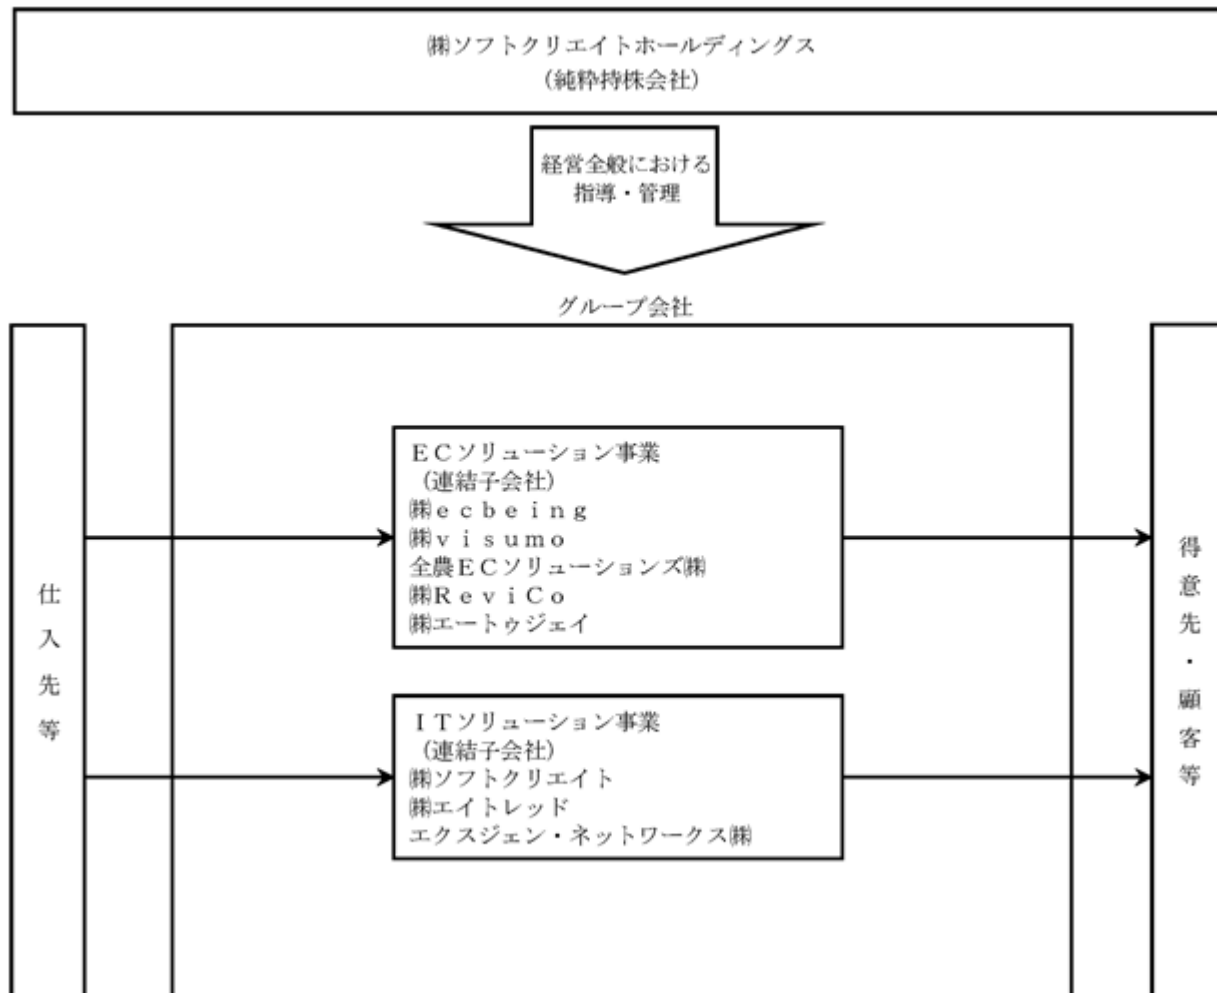 ㈱ソフトクリエイトホールディングス
(純粋持株会社)
経営全般における
指導・管理
グループ会社
仕入先等
ＥＣソリューション事業
(連結子会社)
㈱ｅｃｂｅｉｎｇ
㈱ｖｉｓｕｍｏ
全農ＥＣソリューションズ㈱
㈱ＲｅｖｉＣｏ
㈱エートゥジェイ
ＩＴソリューション事業
(連結子会社)
㈱ソフトクリエイト
㈱エイトレッド
エクスジェン・ネットワークス㈱
得意先・顧客等